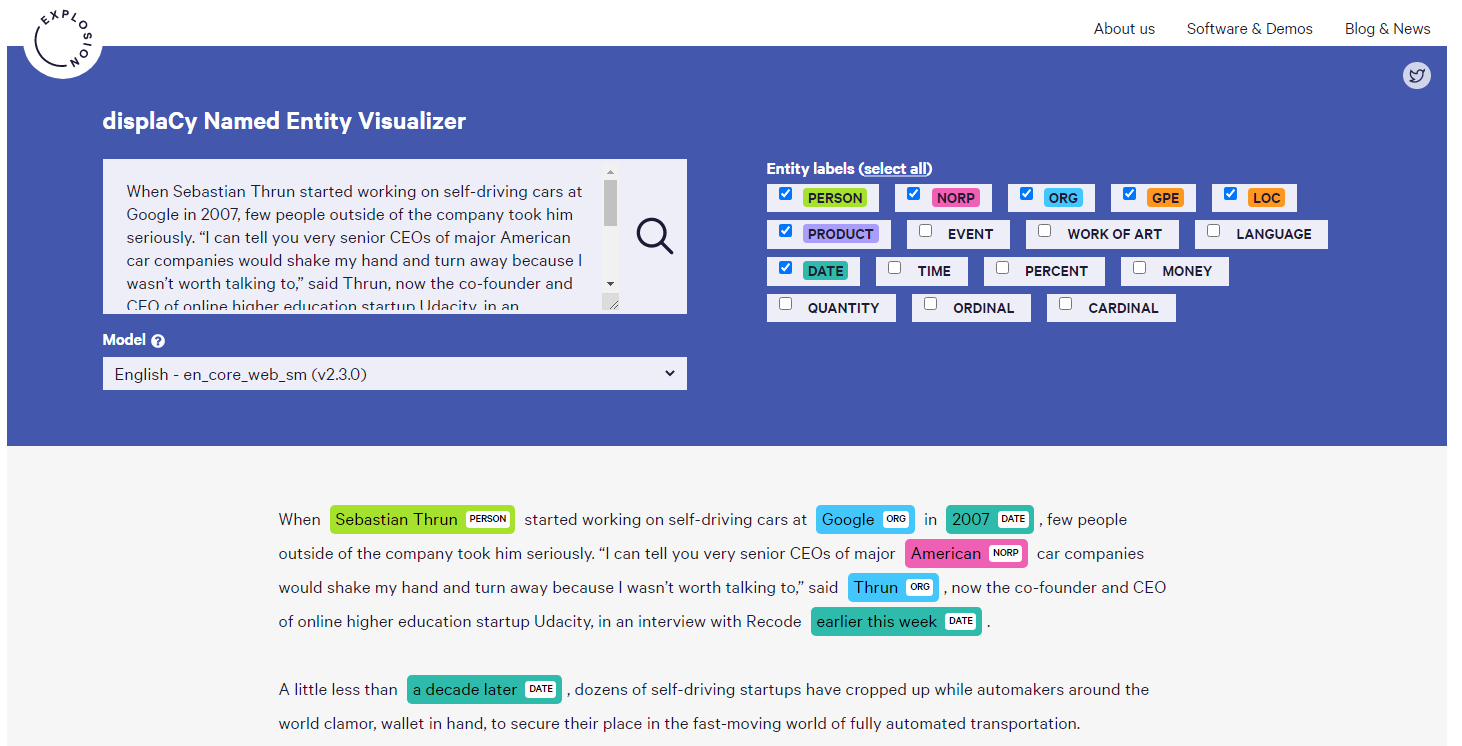 EXPLOSION
About us Software & Demos Blog & News
displaCy Named Entity Visualizer
When Sebastian Thrun started working on self-driving cars at
Google in 2007, few people outside of the company took him
seriously. “I can tell you very senior CEOs of major American
car companies would shake my hand and turn away because I
wasn’t worth talking to,” said Thrun, now the co-founder and
CEO of online higher education startup Udacity, in an
Model ?
English - en_core_web_sm (v2.3.0)
Entity labels (select all)
PERSON NORP ORG GPE LOC
PRODUCT EVENT WORK OF ART LANGUAGE
DATE TIME PERCENT MONEY
QUANTITY ORDINAL CARDINAL
When Sebastian Thrun PERSON started working on self-driving cars at Google ORG in 2007 DATE , few people
outside of the company took him seriously. “I can tell you very senior CEOs of major American NORP car companies
would shake my hand and turn away because I wasn’t worth talking to,” said Thrun ORG , now the co-founder and CEO
of online higher education startup Udacity, in an interview with Recode earlier this week DATE .
A little less than a decade later DATE , dozens of self-driving startups have cropped up while automakers around the
world clamor, wallet in hand, to secure their place in the fast-moving world of fully automated transportation.